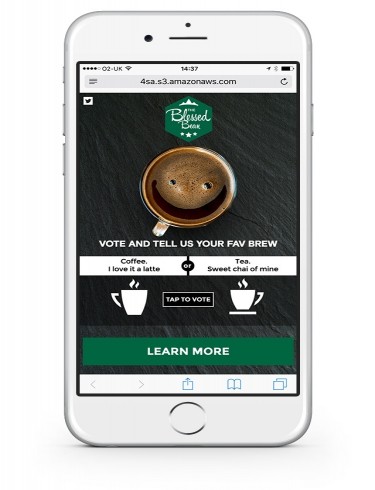 O2-UK 14:37
4sa.s3.amazonaws.com
THE
Blessed
Bean
VOTE AND TELL US YOUR FAV BREW
Coffee.
I love it a latte
or
Tea.
Sweet chai of mine
TAP TO VOTE
LEARN MORE